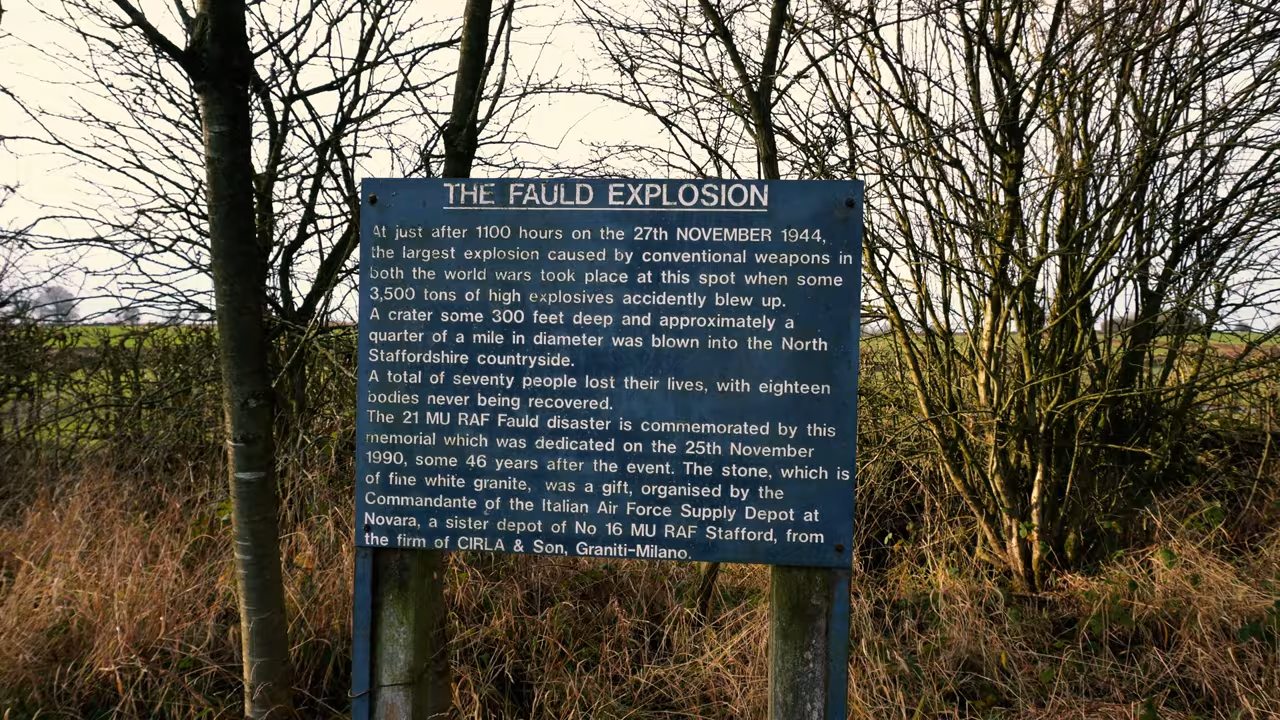 THE FAULD EXPLOSION
At just after 1100 hours on the 27th NOVEMBER 1944,
the largest explosion caused by conventional weapons in
both the world wars took place at this spot when some
3,500 tons of high explosives accidently blew up.
A crater some 300 feet deep and approximately a
quarter of a mile in diameter was blown into the North
Staffordshire countryside.
A total of seventy people lost their lives, with eighteen
bodies never being recovered.
The 21 MU RAF Fauld disaster is commemorated by this
memorial which was dedicated on the 25th November
1990, some 46 years after the event. The stone, which is
of fine white granite, was a gift, organised by the
Commandante of the Italian Air Force Supply Depot at
Novara, a sister depot of No 16 MU RAF Stafford, from
the firm of CIRLA & Son, Graniti-Milano.